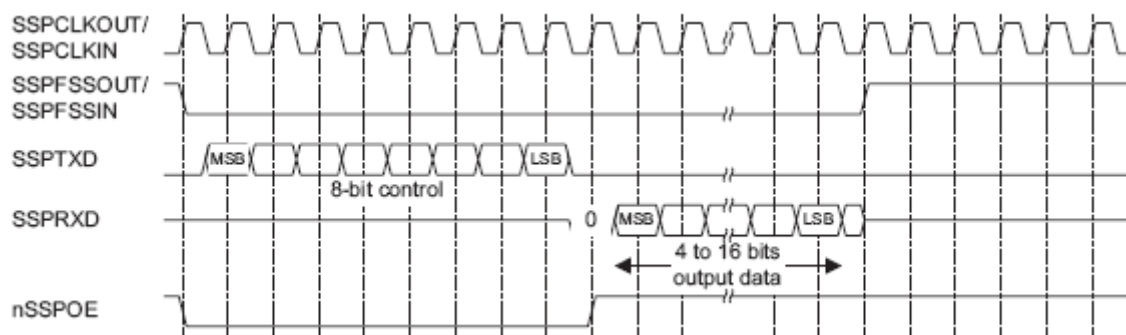 SSPCLKOUT/
SSPCLKIN
SSPFSSOUT/
SSPFSSIN
SSPTXD
MSB
LSB
8-bit control
SSPRXD
0
MSB
LSB
4 to 16 bits
output data
nSSPOE